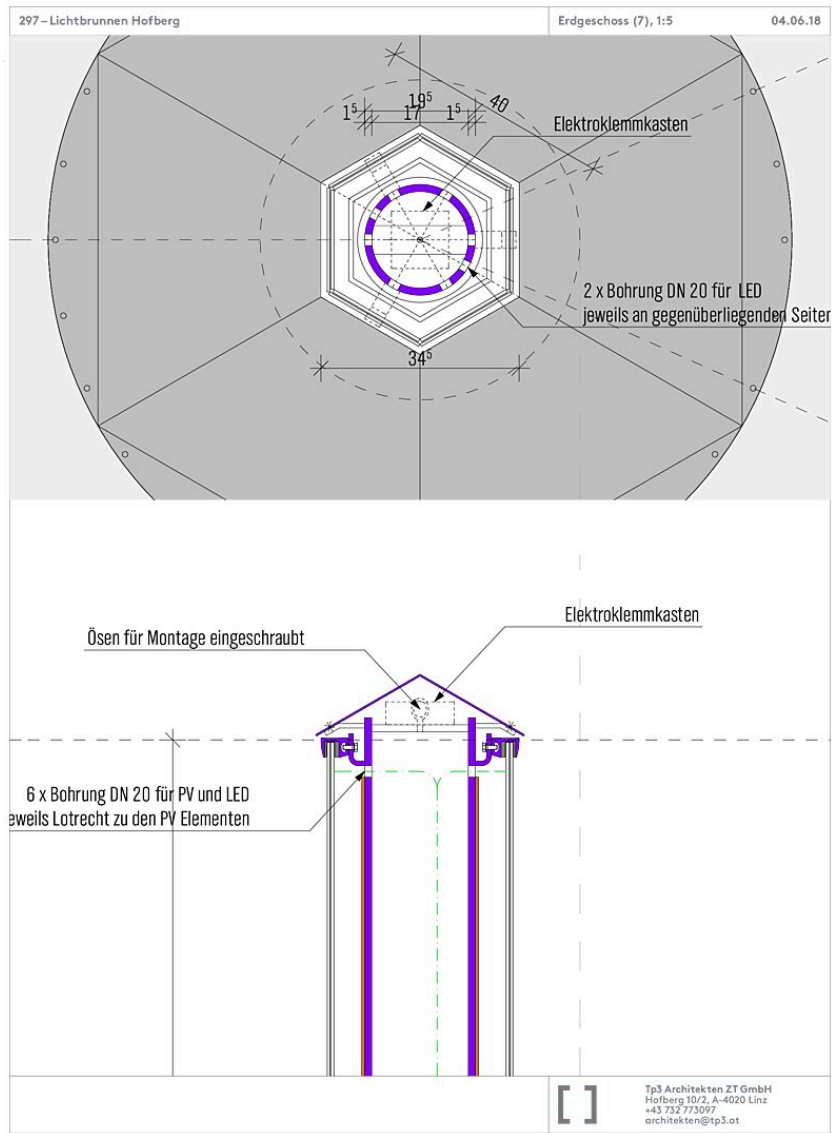 297 – Lichtbrunnen Hofberg
Erdgeschoss (7), 1:5
04.06.18
19⁵
1⁵ 17 1⁵
40
Elektroklemmkasten
2 x Bohrung DN 20 für LED
jeweils an gegenüberliegenden Seiter
34⁵
Elektroklemmkasten
Ösen für Montage eingeschraubt
6 x Bohrung DN 20 für PV und LED
eweils Lotrecht zu den PV Elementen
Tp3 Architekten ZT GmbH
Hofberg 10/2, A-4020 Linz
+43 732 773097
architekten@tp3.at